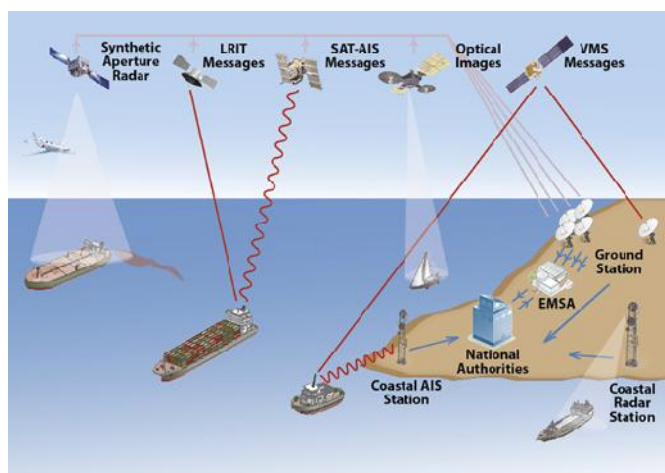 Synthetic
Aperture
Radar
LRIT
Messages
SAT-AIS
Messages
Optical
Images
VMS
Messages
Ground
Station
EMSA
National
Authorities
Coastal AIS
Station
Coastal
Radar
Station